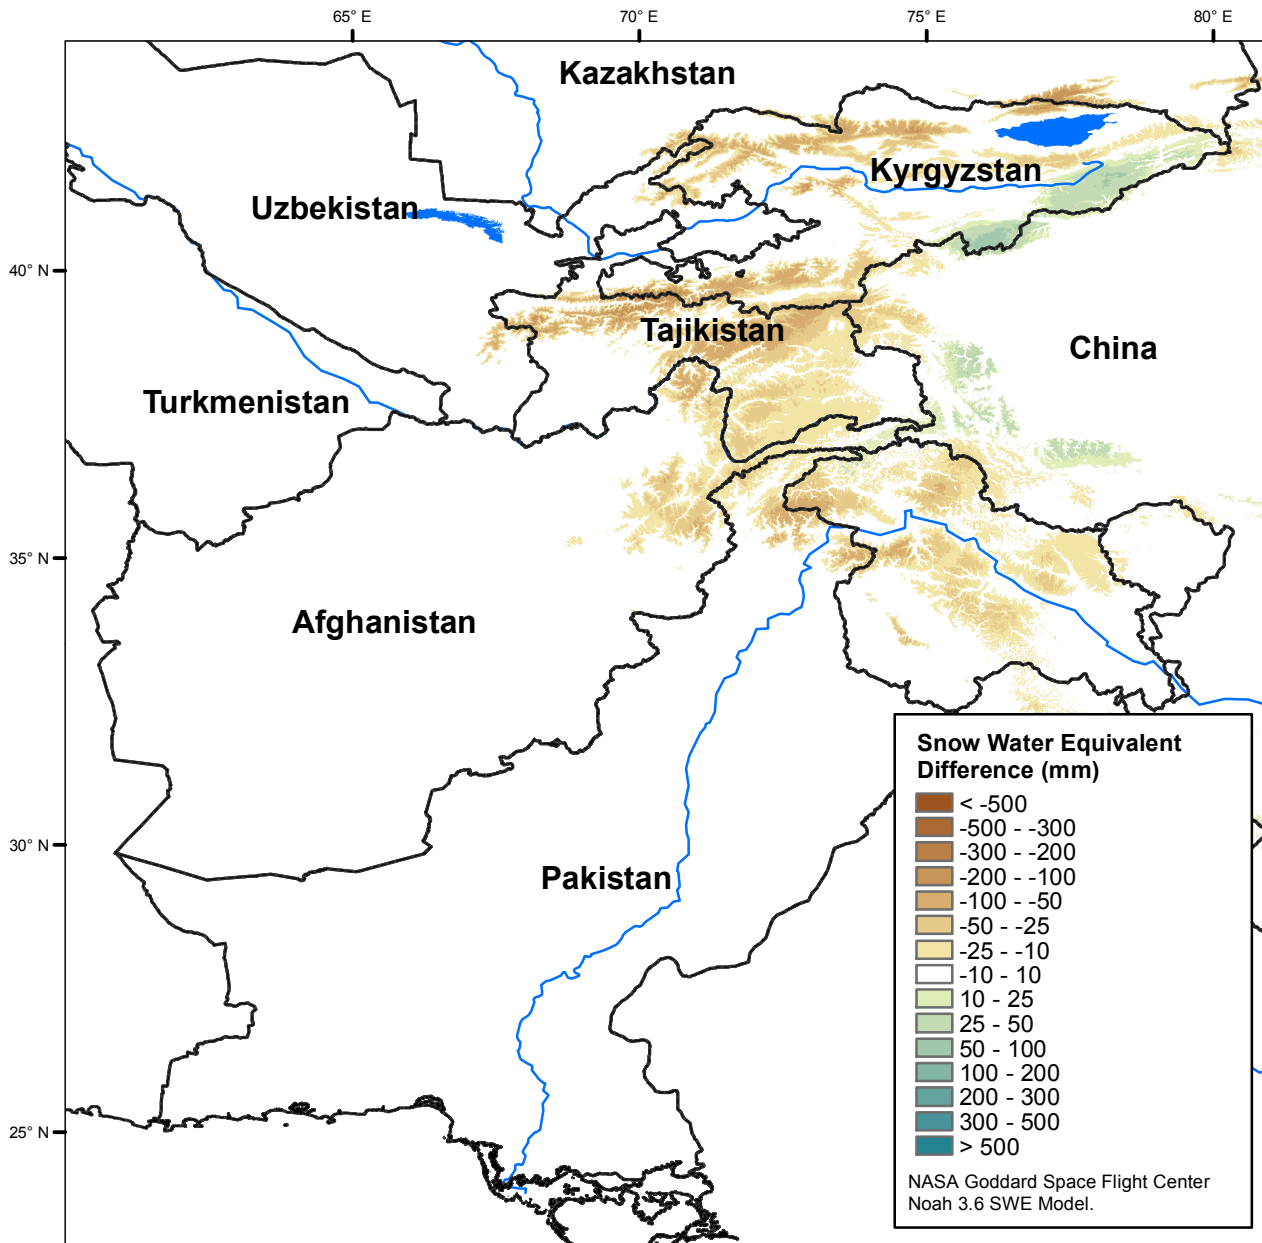 65° E
70° E
75° E
80° E
Kazakhstan
Kyrgyzstan
Uzbekistan
40° N
Tajikistan
China
Turkmenistan
35° N
Afghanistan
Snow Water Equivalent
Difference (mm)
< -500
-500 - -300
-300 - -200
-200 - -100
-100 - -50
-50 - -25
-25 - -10
-10 - 10
10 - 25
25 - 50
50 - 100
100 - 200
200 - 300
300 - 500
> 500
NASA Goddard Space Flight Center
Noah 3.6 SWE Model.
30° N
Pakistan
25° N